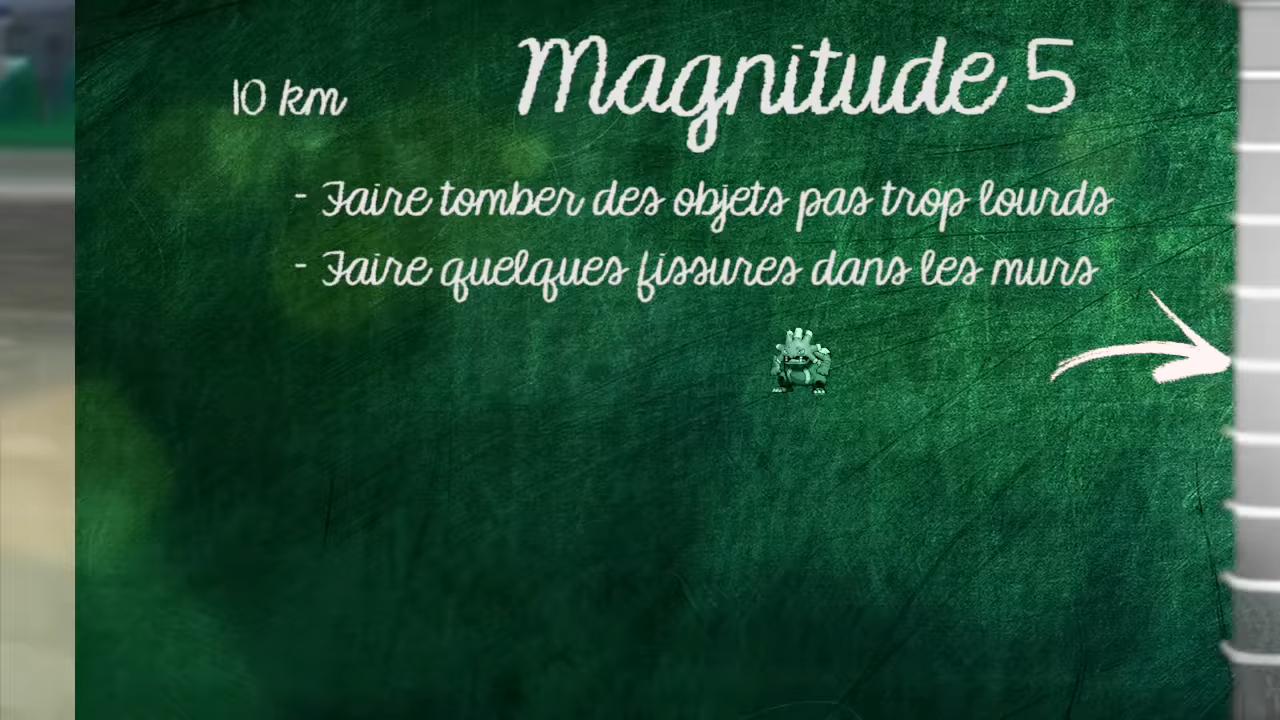 Magnitude 5
10 km
- Faire tomber des objets pas trop lourds
- Faire quelques fissures dans les murs